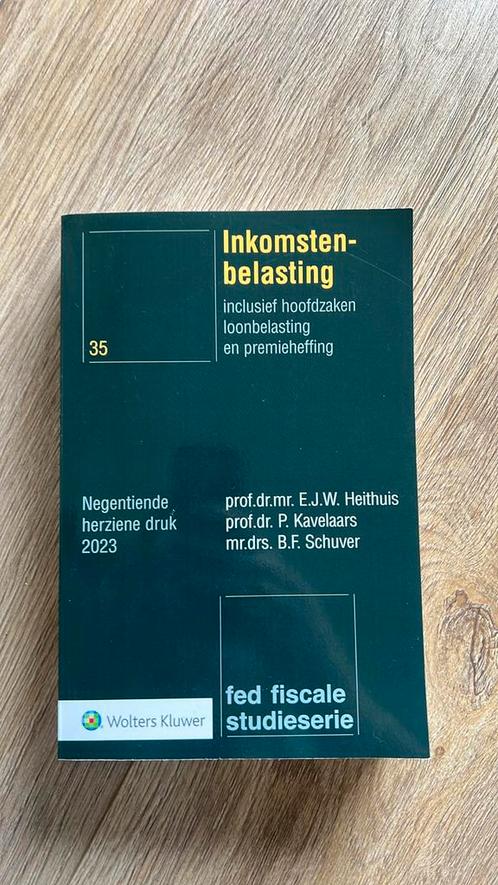 Inkomsten-
belasting
inclusief hoofdzaken
loonbelasting
en premieheffing
35
Negentiende
herziene druk
2023
prof.dr.mr. E.J.W. Heithuis
prof.dr. P. Kavelaars
mr.drs. B.F. Schuver
fed fiscale
studieserie
Wolters Kluwer